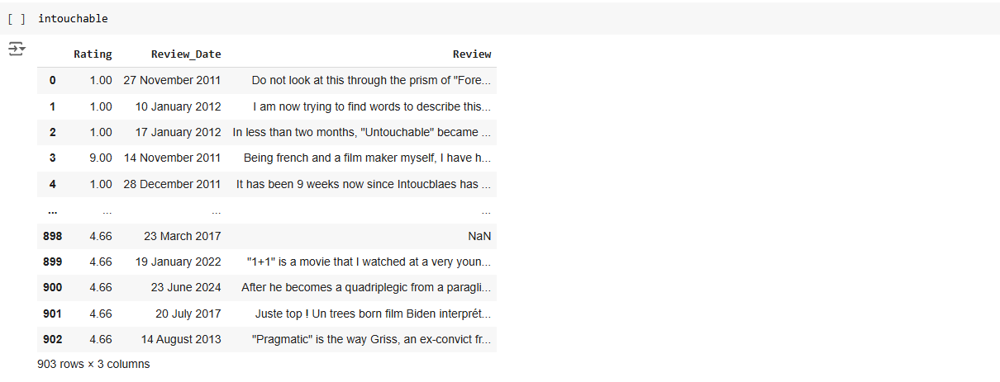 [ ] intouchable
Rating Review_Date Review
0 1.00 27 November 2011 Do not look at this through the prism of "Fore...
1 1.00 10 January 2012 I am now trying to find words to describe this...
2 1.00 17 January 2012 In less than two months, "Untouchable" became ...
3 9.00 14 November 2011 Being french and a film maker myself, I have h...
4 1.00 28 December 2011 It has been 9 weeks now since Intoucblaes has ...
... ... ... ...
898 4.66 23 March 2017 NaN
899 4.66 19 January 2022 "1+1" is a movie that I watched at a very youn...
900 4.66 23 June 2024 After he becomes a quadriplegic from a paragli...
901 4.66 20 July 2017 Juste top ! Un trees born film Biden interprét...
902 4.66 14 August 2013 "Pragmatic" is the way Griss, an ex-convict fr...
903 rows × 3 columns